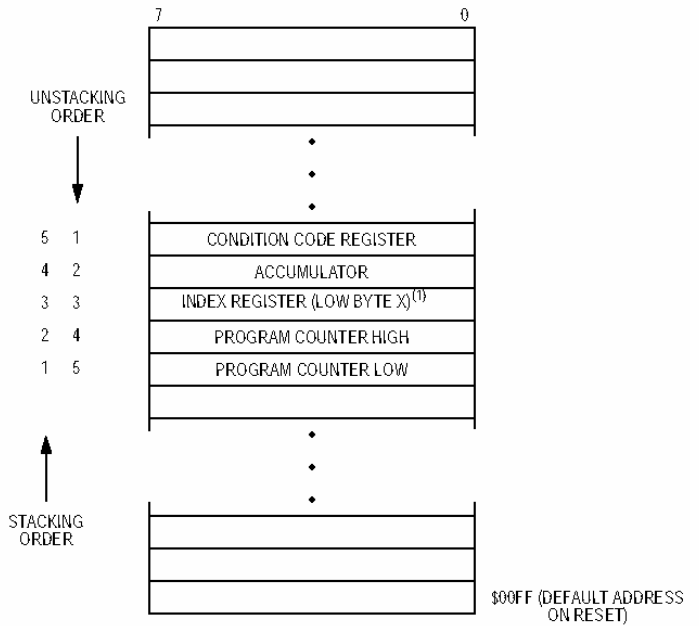 7 0
UNSTACKING
ORDER
5 1 CONDITION CODE REGISTER
4 2 ACCUMULATOR
3 3 INDEX REGISTER (LOW BYTE X)(1)
2 4 PROGRAM COUNTER HIGH
1 5 PROGRAM COUNTER LOW
STACKING
ORDER
$00FF (DEFAULT ADDRESS
ON RESET)